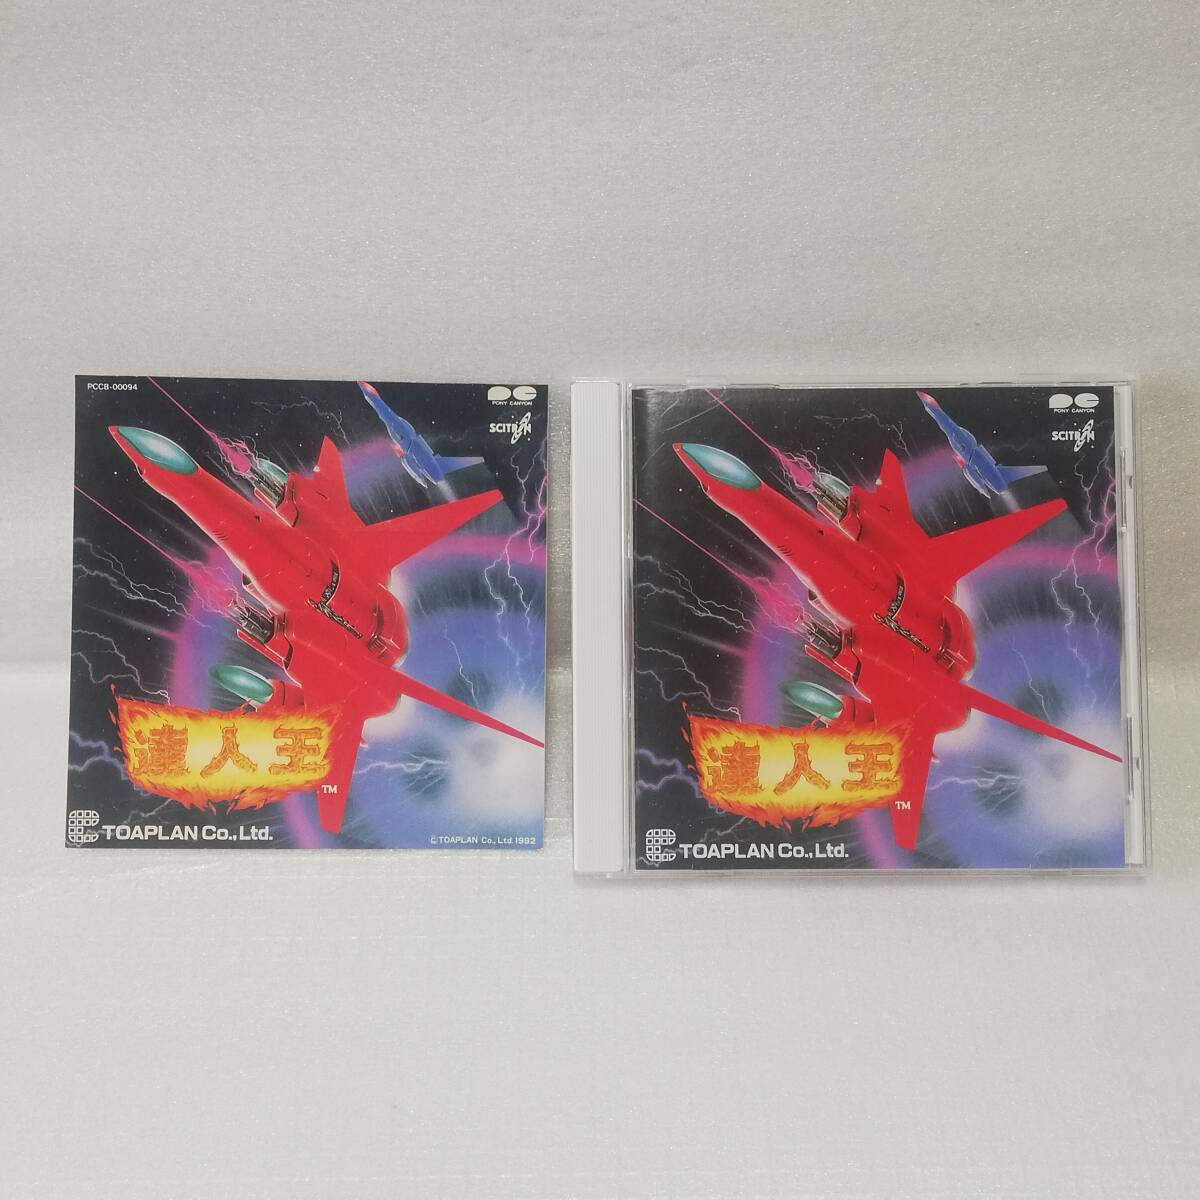 PCCB-00094
PONY CANYON
SCITRON
達人王
TM
TOAPLAN Co.,Ltd.
©TOAPLAN Co., Ltd.1992
PONY CANYON
SCITRON
達人王
TM
TOAPLAN Co.,Ltd.